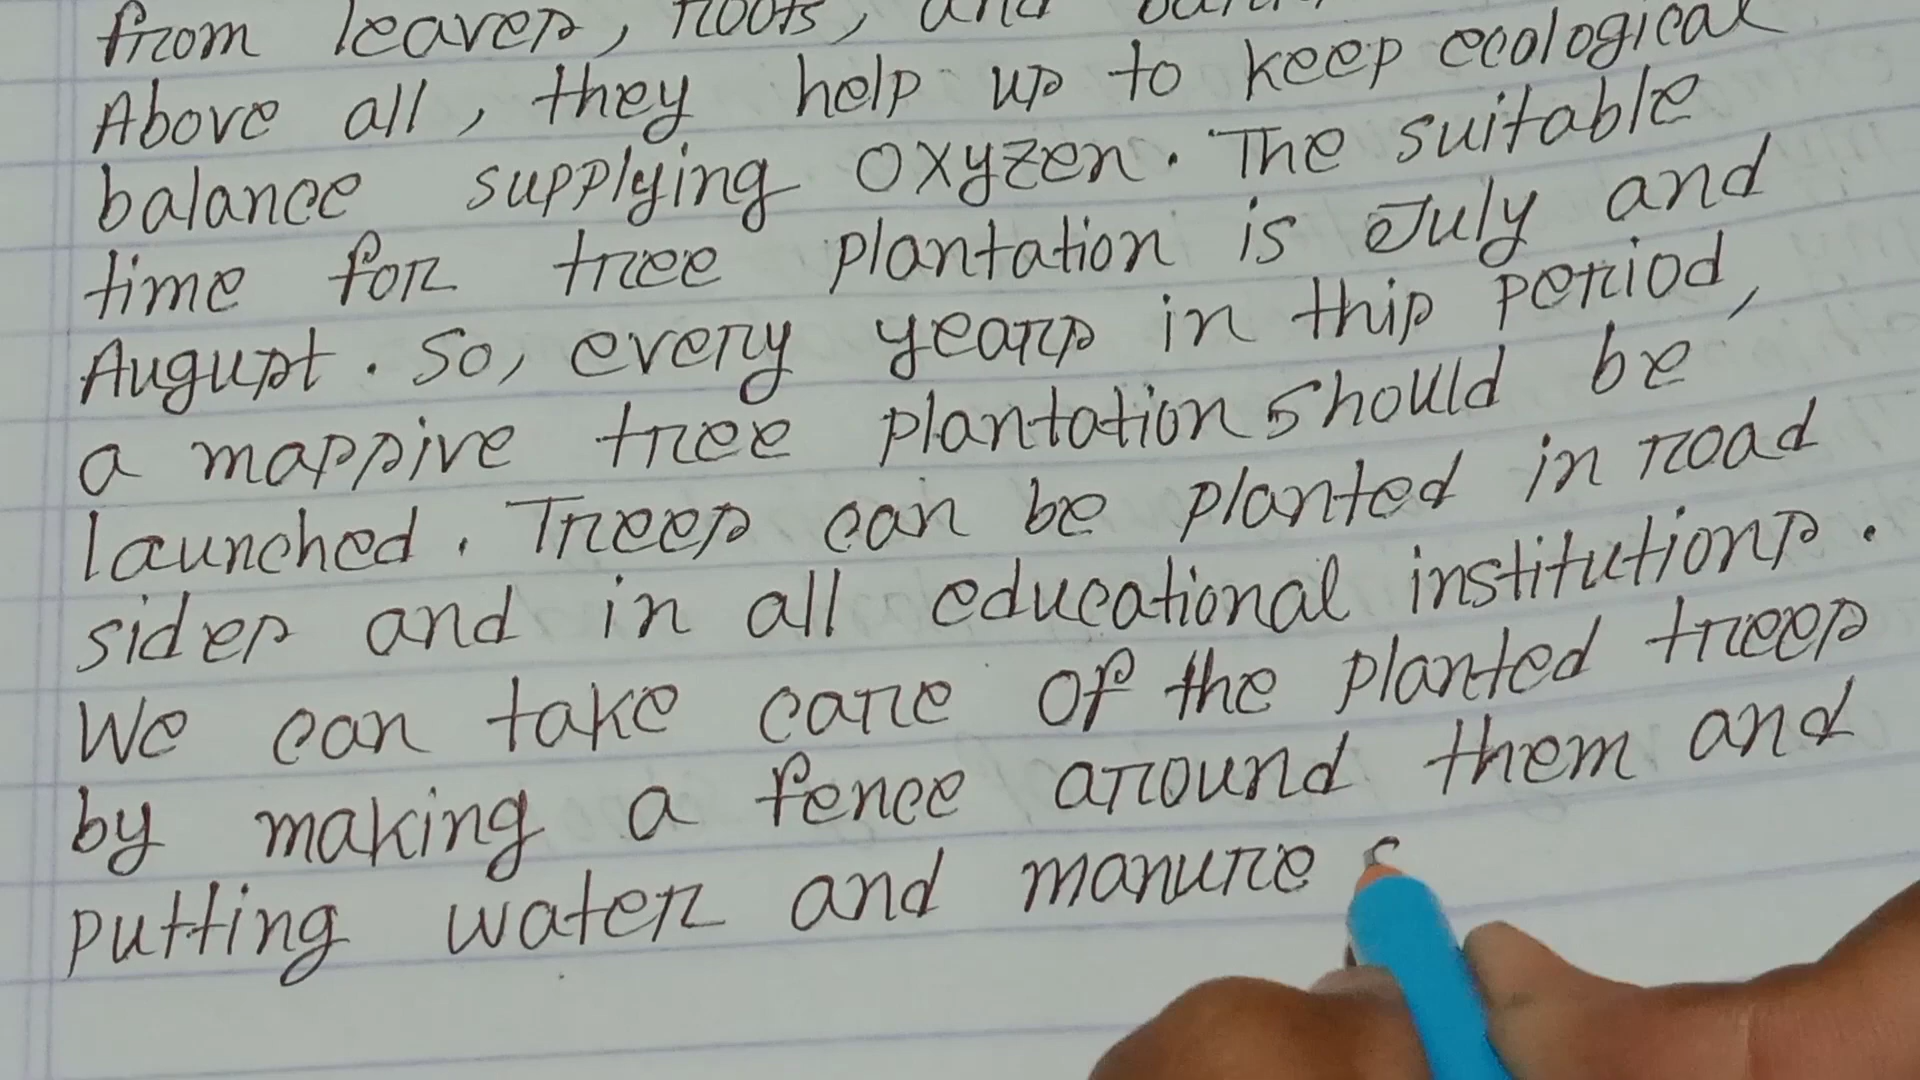 from leaves, roots, and
Above all, they help up to keep ecological
balance supplying oxyzen. The suitable
time for tree plantation is July and
August. So, every years in this period,
a massive tree plantation should be
launched. Trees can be planted in road
sides and in all educational institutions.
We can take care of the planted trees
by making a fence around them and
putting water and manure